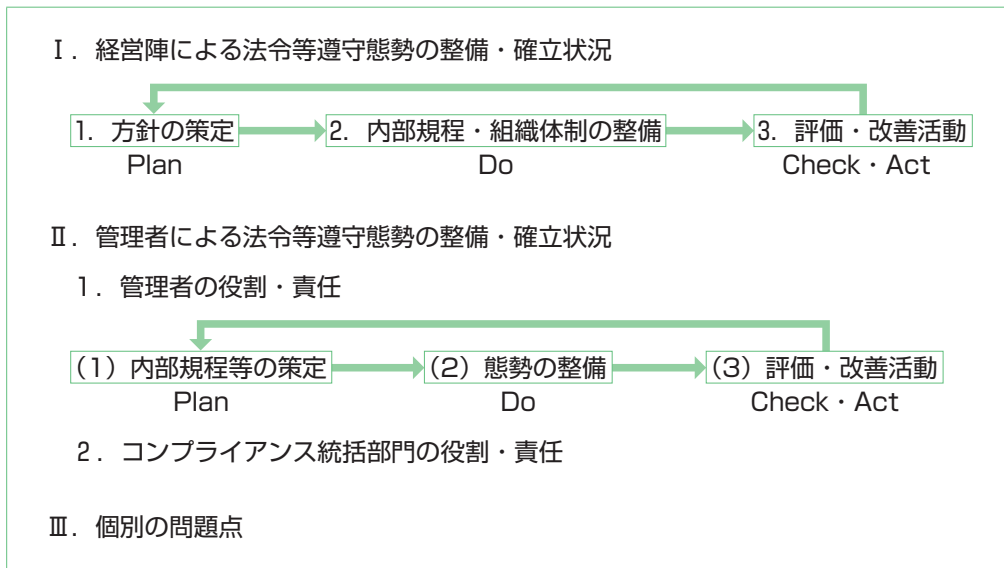 Ⅰ．経営陣による法令等遵守態勢の整備・確立状況
1．方針の策定 2．内部規程・組織体制の整備 3．評価・改善活動
Plan Do Check・Act
Ⅱ．管理者による法令等遵守態勢の整備・確立状況
1．管理者の役割・責任
(1)内部規程等の策定 (2)態勢の整備 (3)評価・改善活動
Plan Do Check・Act
2．コンプライアンス統括部門の役割・責任
Ⅲ．個別の問題点